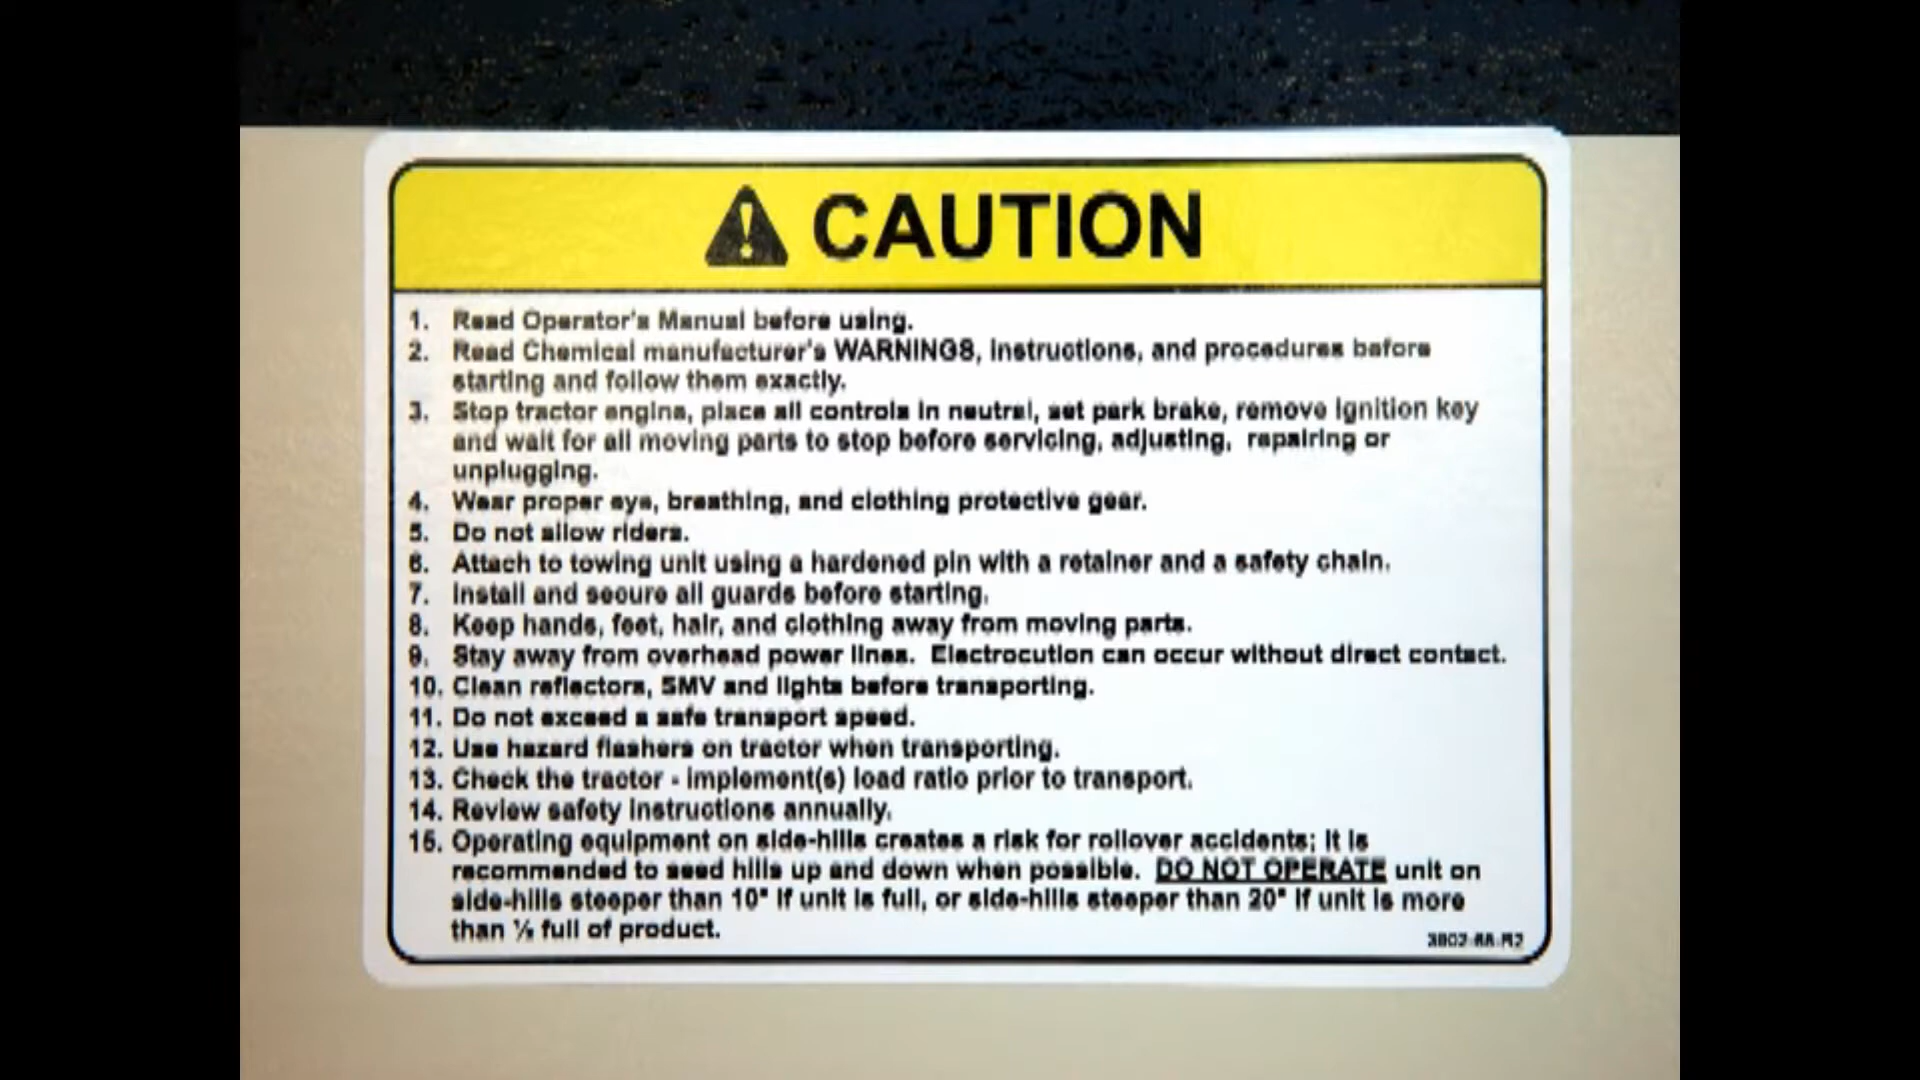 CAUTION
1. Read Operator's Manual before using.
2. Read Chemical manufacturer's WARNINGS, instructions, and procedures before
starting and follow them exactly.
3. Stop tractor engine, place all controls in neutral, set park brake, remove ignition key
and wait for all moving parts to stop before servicing, adjusting, repairing or
unplugging.
4. Wear proper eye, breathing, and clothing protective gear.
5. Do not allow riders.
6. Attach to towing unit using a hardened pin with a retainer and a safety chain.
7. Install and secure all guards before starting.
8. Keep hands, feet, hair, and clothing away from moving parts.
9. Stay away from overhead power lines. Electrocution can occur without direct contact.
10. Clean reflectors, SMV and lights before transporting.
11. Do not exceed a safe transport speed.
12. Use hazard flashers on tractor when transporting.
13. Check the tractor - implement(s) load ratio prior to transport.
14. Review safety instructions annually.
15. Operating equipment on side-hills creates a risk for rollover accidents; it is
recommended to seed hills up and down when possible. DO NOT OPERATE unit on
side-hills steeper than 10° if unit is full, or side-hills steeper than 20° if unit is more
than ½ full of product.